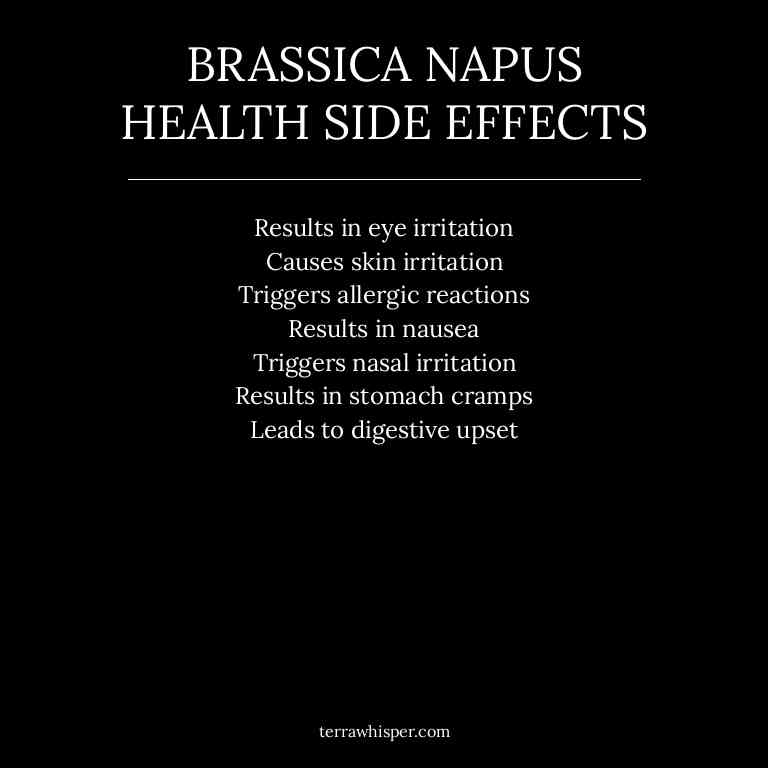 BRASSICA NAPUS
HEALTH SIDE EFFECTS
Results in eye irritation
Causes skin irritation
Triggers allergic reactions
Results in nausea
Triggers nasal irritation
Results in stomach cramps
Leads to digestive upset
terrawhisper.com